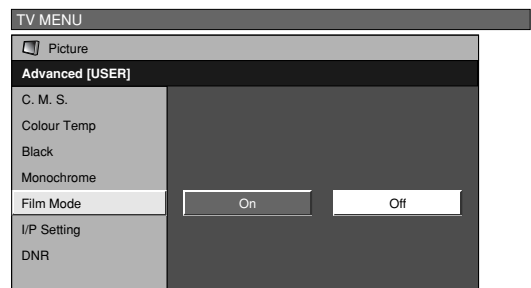 TV MENU
Picture
Advanced [USER]
C. M. S.
Colour Temp
Black
Monochrome
Film Mode On Off
I/P Setting
DNR